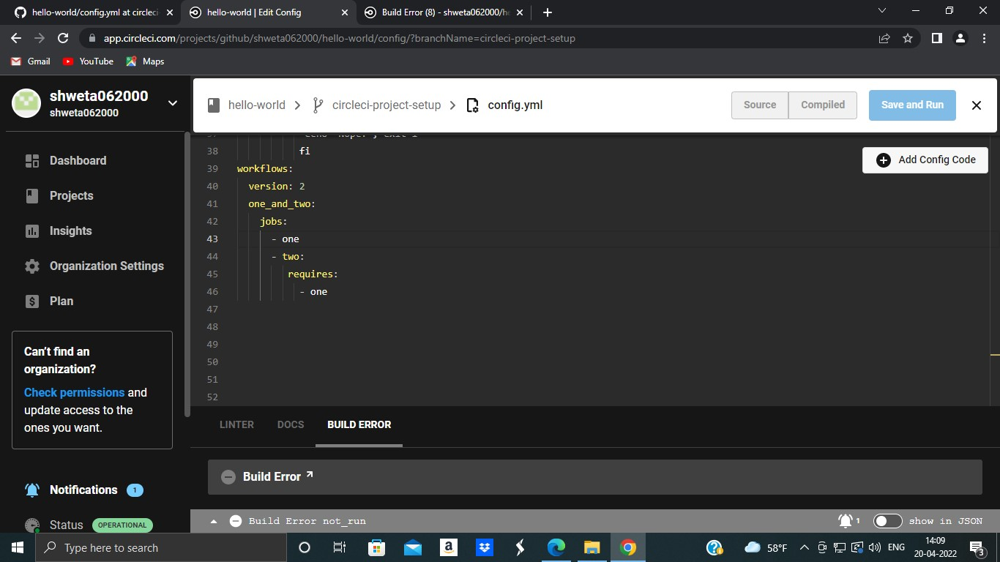 hello-world/config.yml at circleci-
hello-world | Edit Config
Build Error (8) - shweta062000/he
app.circleci.com/projects/github/shweta062000/hello-world/config/?branchName=circleci-project-setup
Gmail
YouTube
Maps
shweta062000
shweta062000
Dashboard
Projects
Insights
Organization Settings
Plan
Can't find an
organization?
Check permissions and
update access to the
ones you want.
Notifications 1
Status OPERATIONAL
hello-world > circleci-project-setup > config.yml
Source
Compiled
Save and Run
Add Config Code
38 fi
39 workflows:
40 version: 2
41 one_and_two:
42 jobs:
43 - one
44 - two:
45 requires:
46 - one
47
48
49
50
51
52
LINTER
DOCS
BUILD ERROR
Build Error
Build Error not_run
1
show in JSON
Type here to search
58°F
ENG
14:09
20-04-2022
3